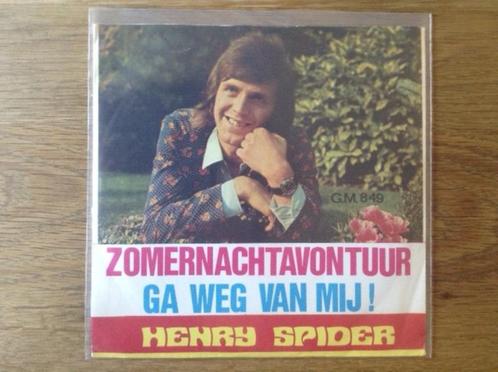 G.M. 849
ZOMERNACHTAVONTUUR
GA WEG VAN MIJ!
HENRY SPIDER